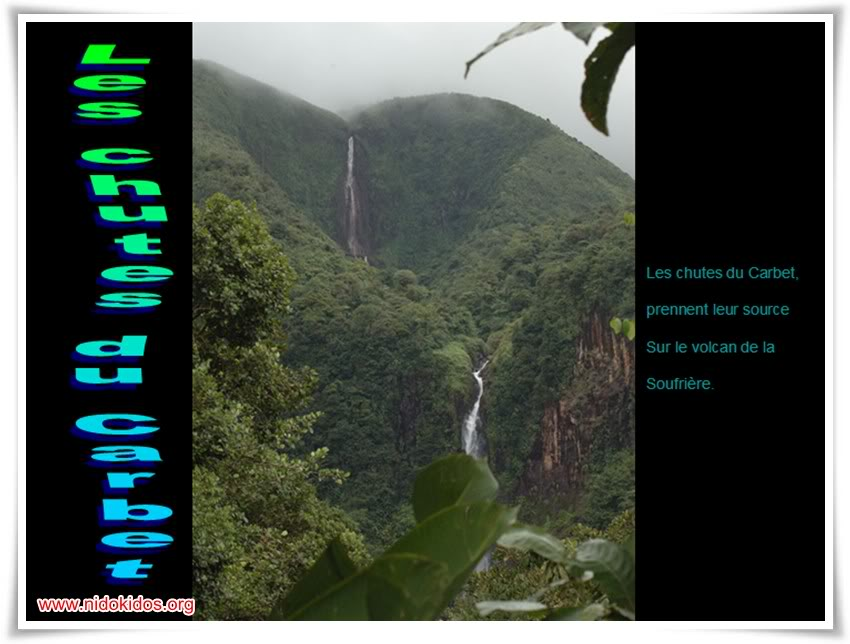 Les chutes du Carbet
Les chutes du Carbet,
prennent leur source
Sur le volcan de la
Soufrière.
www.nidokidos.org